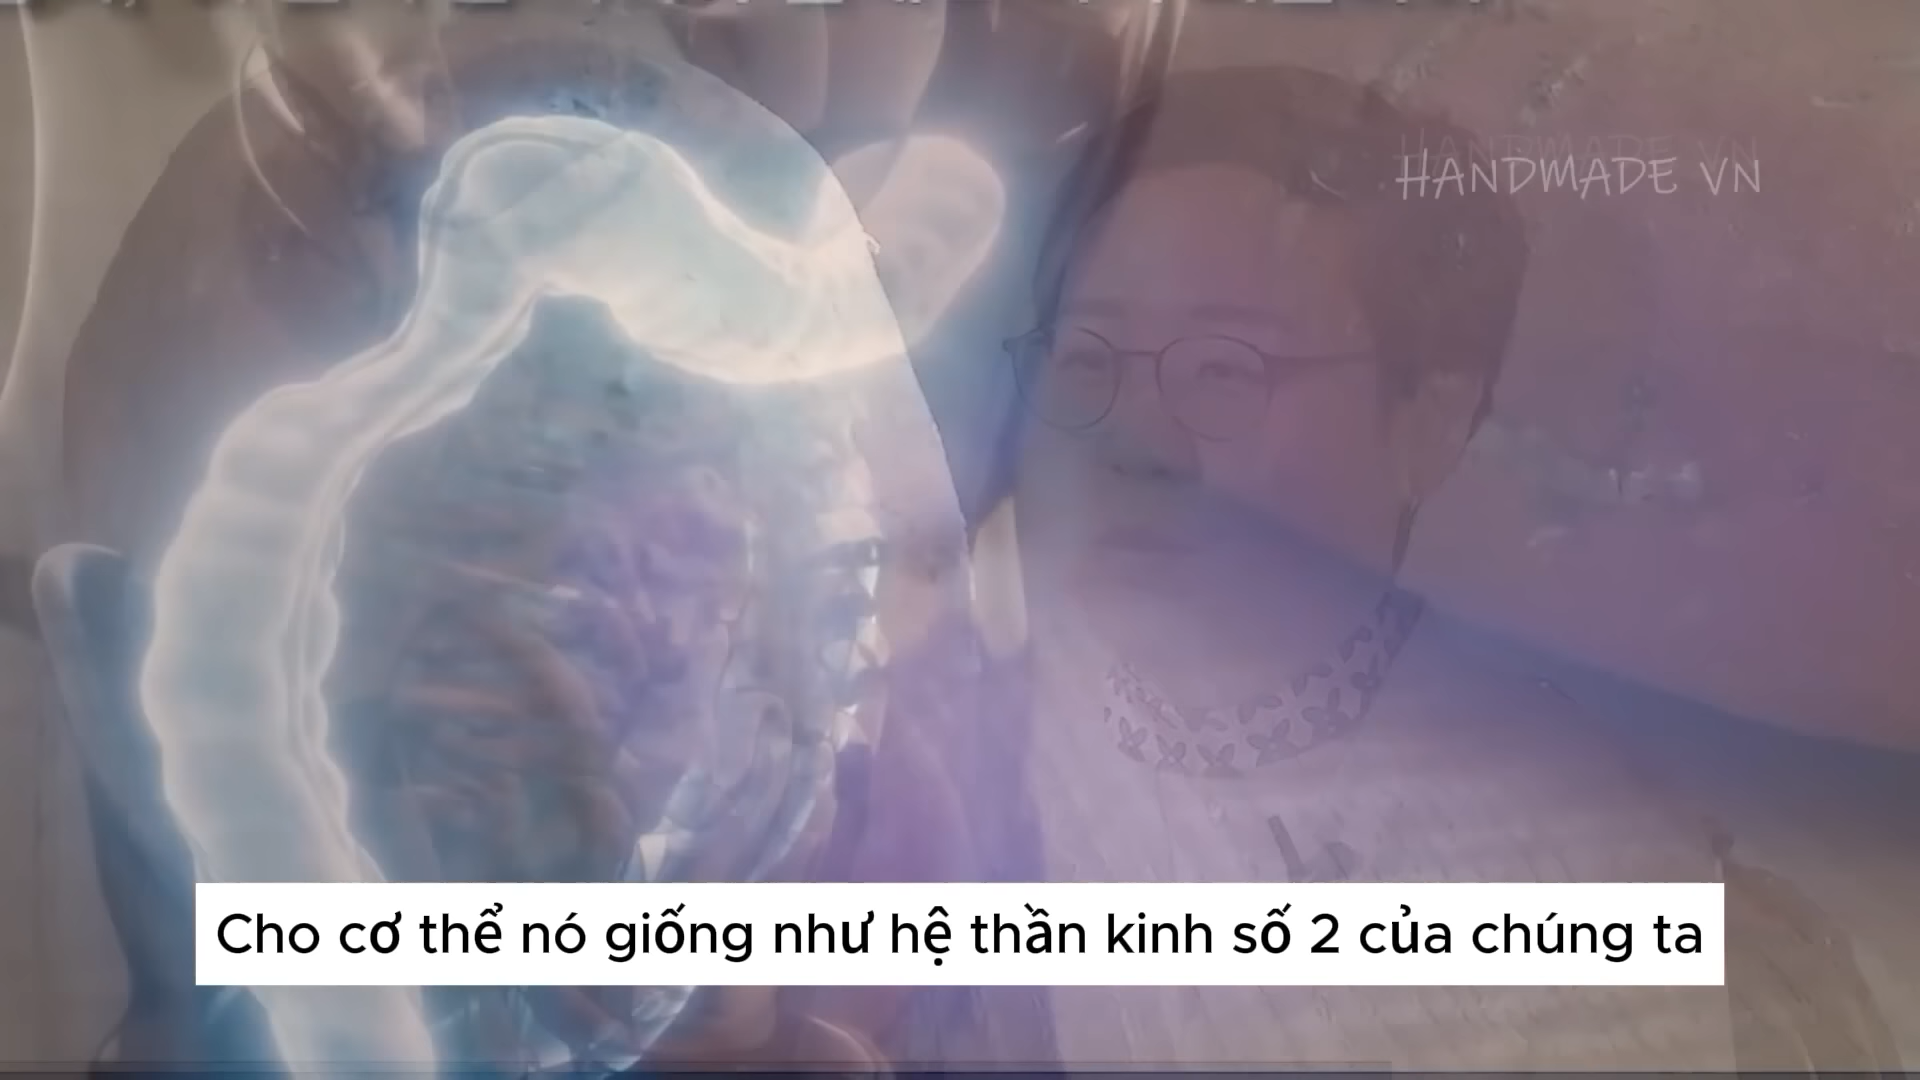 HANDMADE VN
Cho cơ thể nó giống như hệ thần kinh số 2 của chúng ta